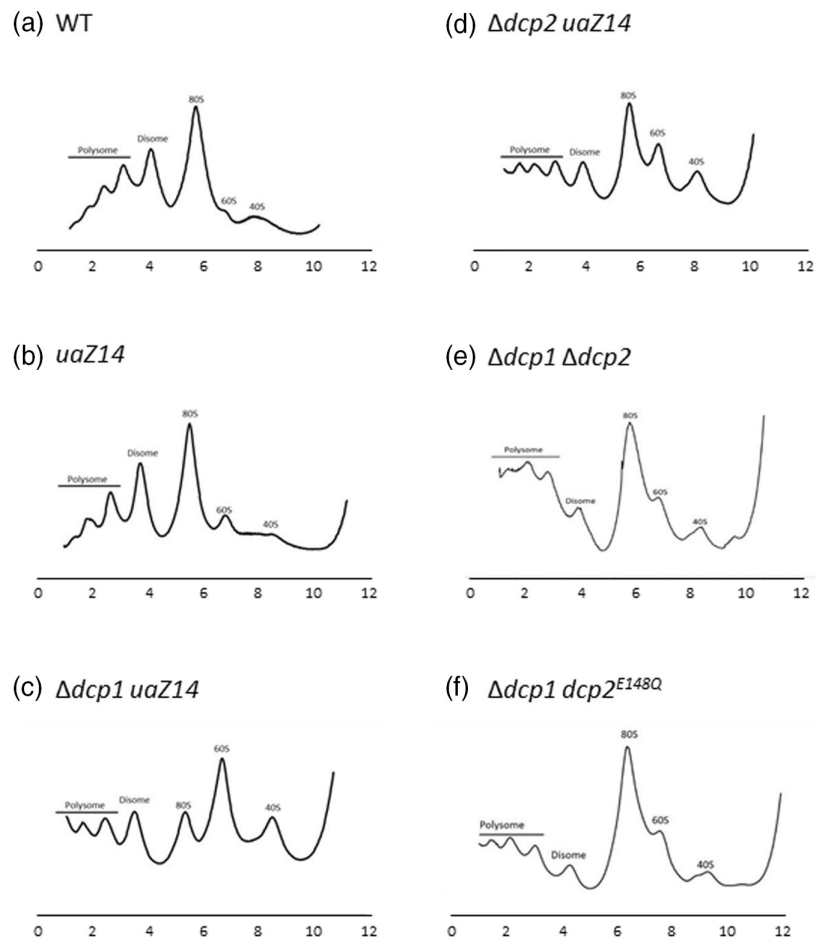 (a) WT
80S
Disome
Polysome
60S
40S
0 2 4 6 8 10 12
(b) uaZ14
80S
Disome
Polysome
60S
40S
0 2 4 6 8 10 12
(c) Δdcp1 uaZ14
60S
Disome
Polysome
80S
40S
0 2 4 6 8 10 12
(d) Δdcp2 uaZ14
80S
60S
Polysome
Disome
40S
0 2 4 6 8 10 12
(e) Δdcp1 Δdcp2
80S
Polysome
60S
Disome
40S
0 2 4 6 8 10 12
(f) Δdcp1 dcp2E148Q
80S
60S
Polysome
Disome
40S
0 2 4 6 8 10 12